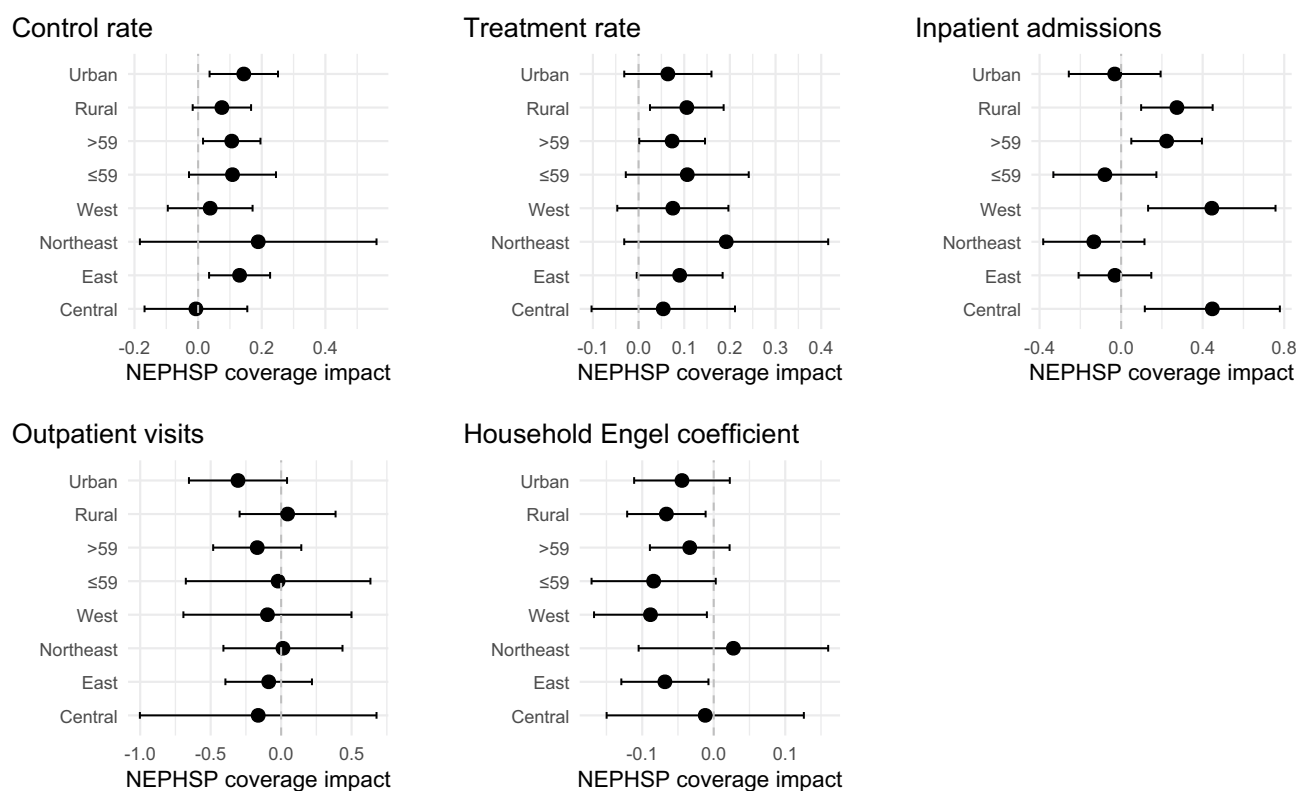 Control rate
Urban
Rural
>59
≤59
West
Northeast
East
Central
-0.2 0.0 0.2 0.4
NEPHSP coverage impact
Treatment rate
Urban
Rural
>59
≤59
West
Northeast
East
Central
-0.1 0.0 0.1 0.2 0.3 0.4
NEPHSP coverage impact
Inpatient admissions
Urban
Rural
>59
≤59
West
Northeast
East
Central
-0.4 0.0 0.4 0.8
NEPHSP coverage impact
Outpatient visits
Urban
Rural
>59
≤59
West
Northeast
East
Central
-1.0 -0.5 0.0 0.5
NEPHSP coverage impact
Household Engel coefficient
Urban
Rural
>59
≤59
West
Northeast
East
Central
-0.1 0.0 0.1
NEPHSP coverage impact